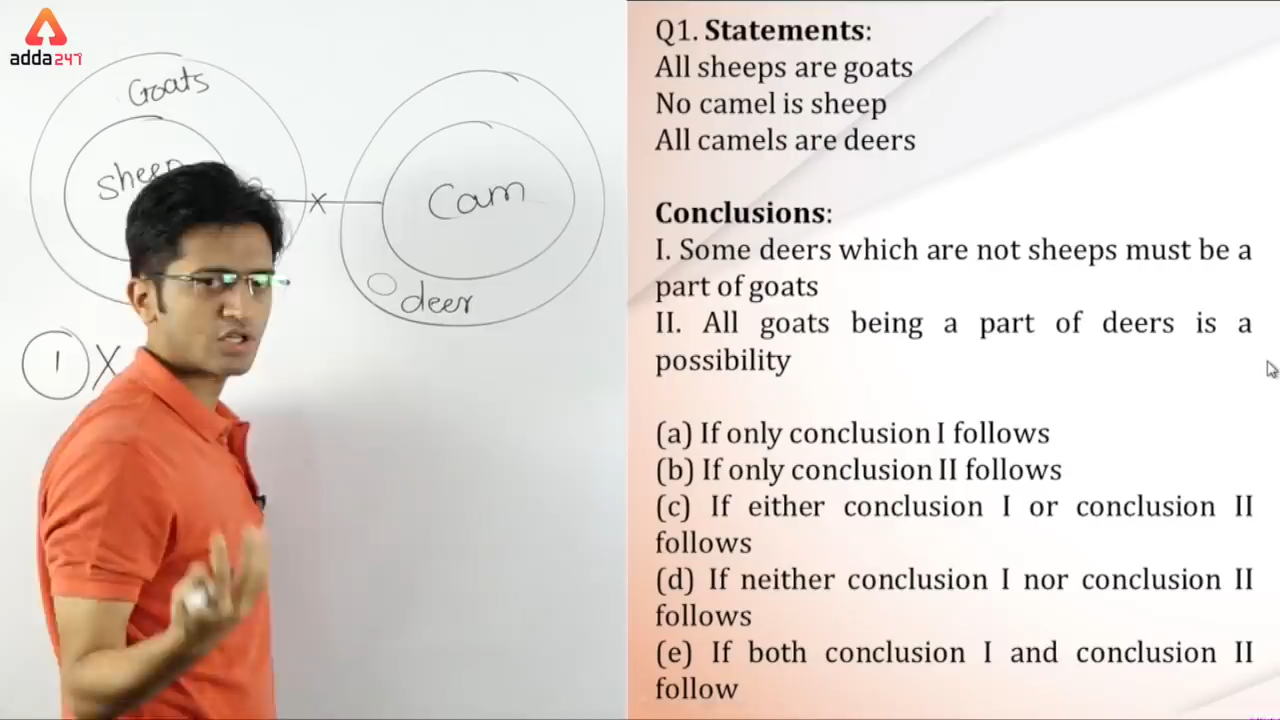 adda247
Goats
Sheep
Cam
deer
1 X
X
Q1. Statements:
All sheeps are goats
No camel is sheep
All camels are deers
Conclusions:
I. Some deers which are not sheeps must be a
part of goats
II. All goats being a part of deers is a
possibility
(a) If only conclusion I follows
(b) If only conclusion II follows
(c) If either conclusion I or conclusion II
follows
(d) If neither conclusion I nor conclusion II
follows
(e) If both conclusion I and conclusion II
follow